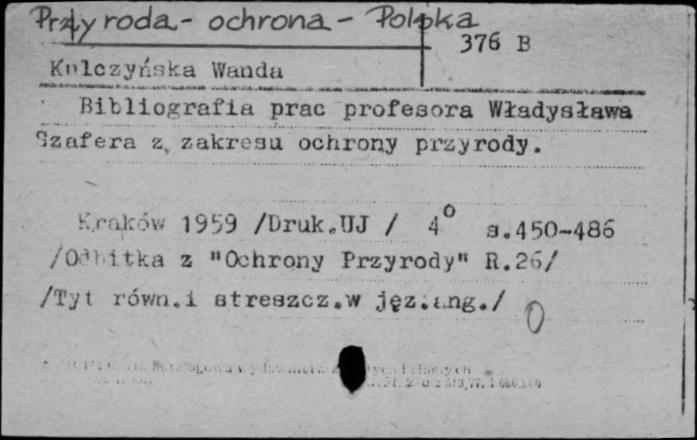 Przyroda - ochrona - Polska
376 B
Kulczyńska Wanda
Bibliografia prac profesora Władysława
Szafera z zakresu ochrony przyrody.
Kraków 1959 /Druk.UJ / 4° s.450-486
/Odbitka z "Ochrony Przyrody" R.26/
/Tyt równ.i streszcz.w jęz.ang./
0